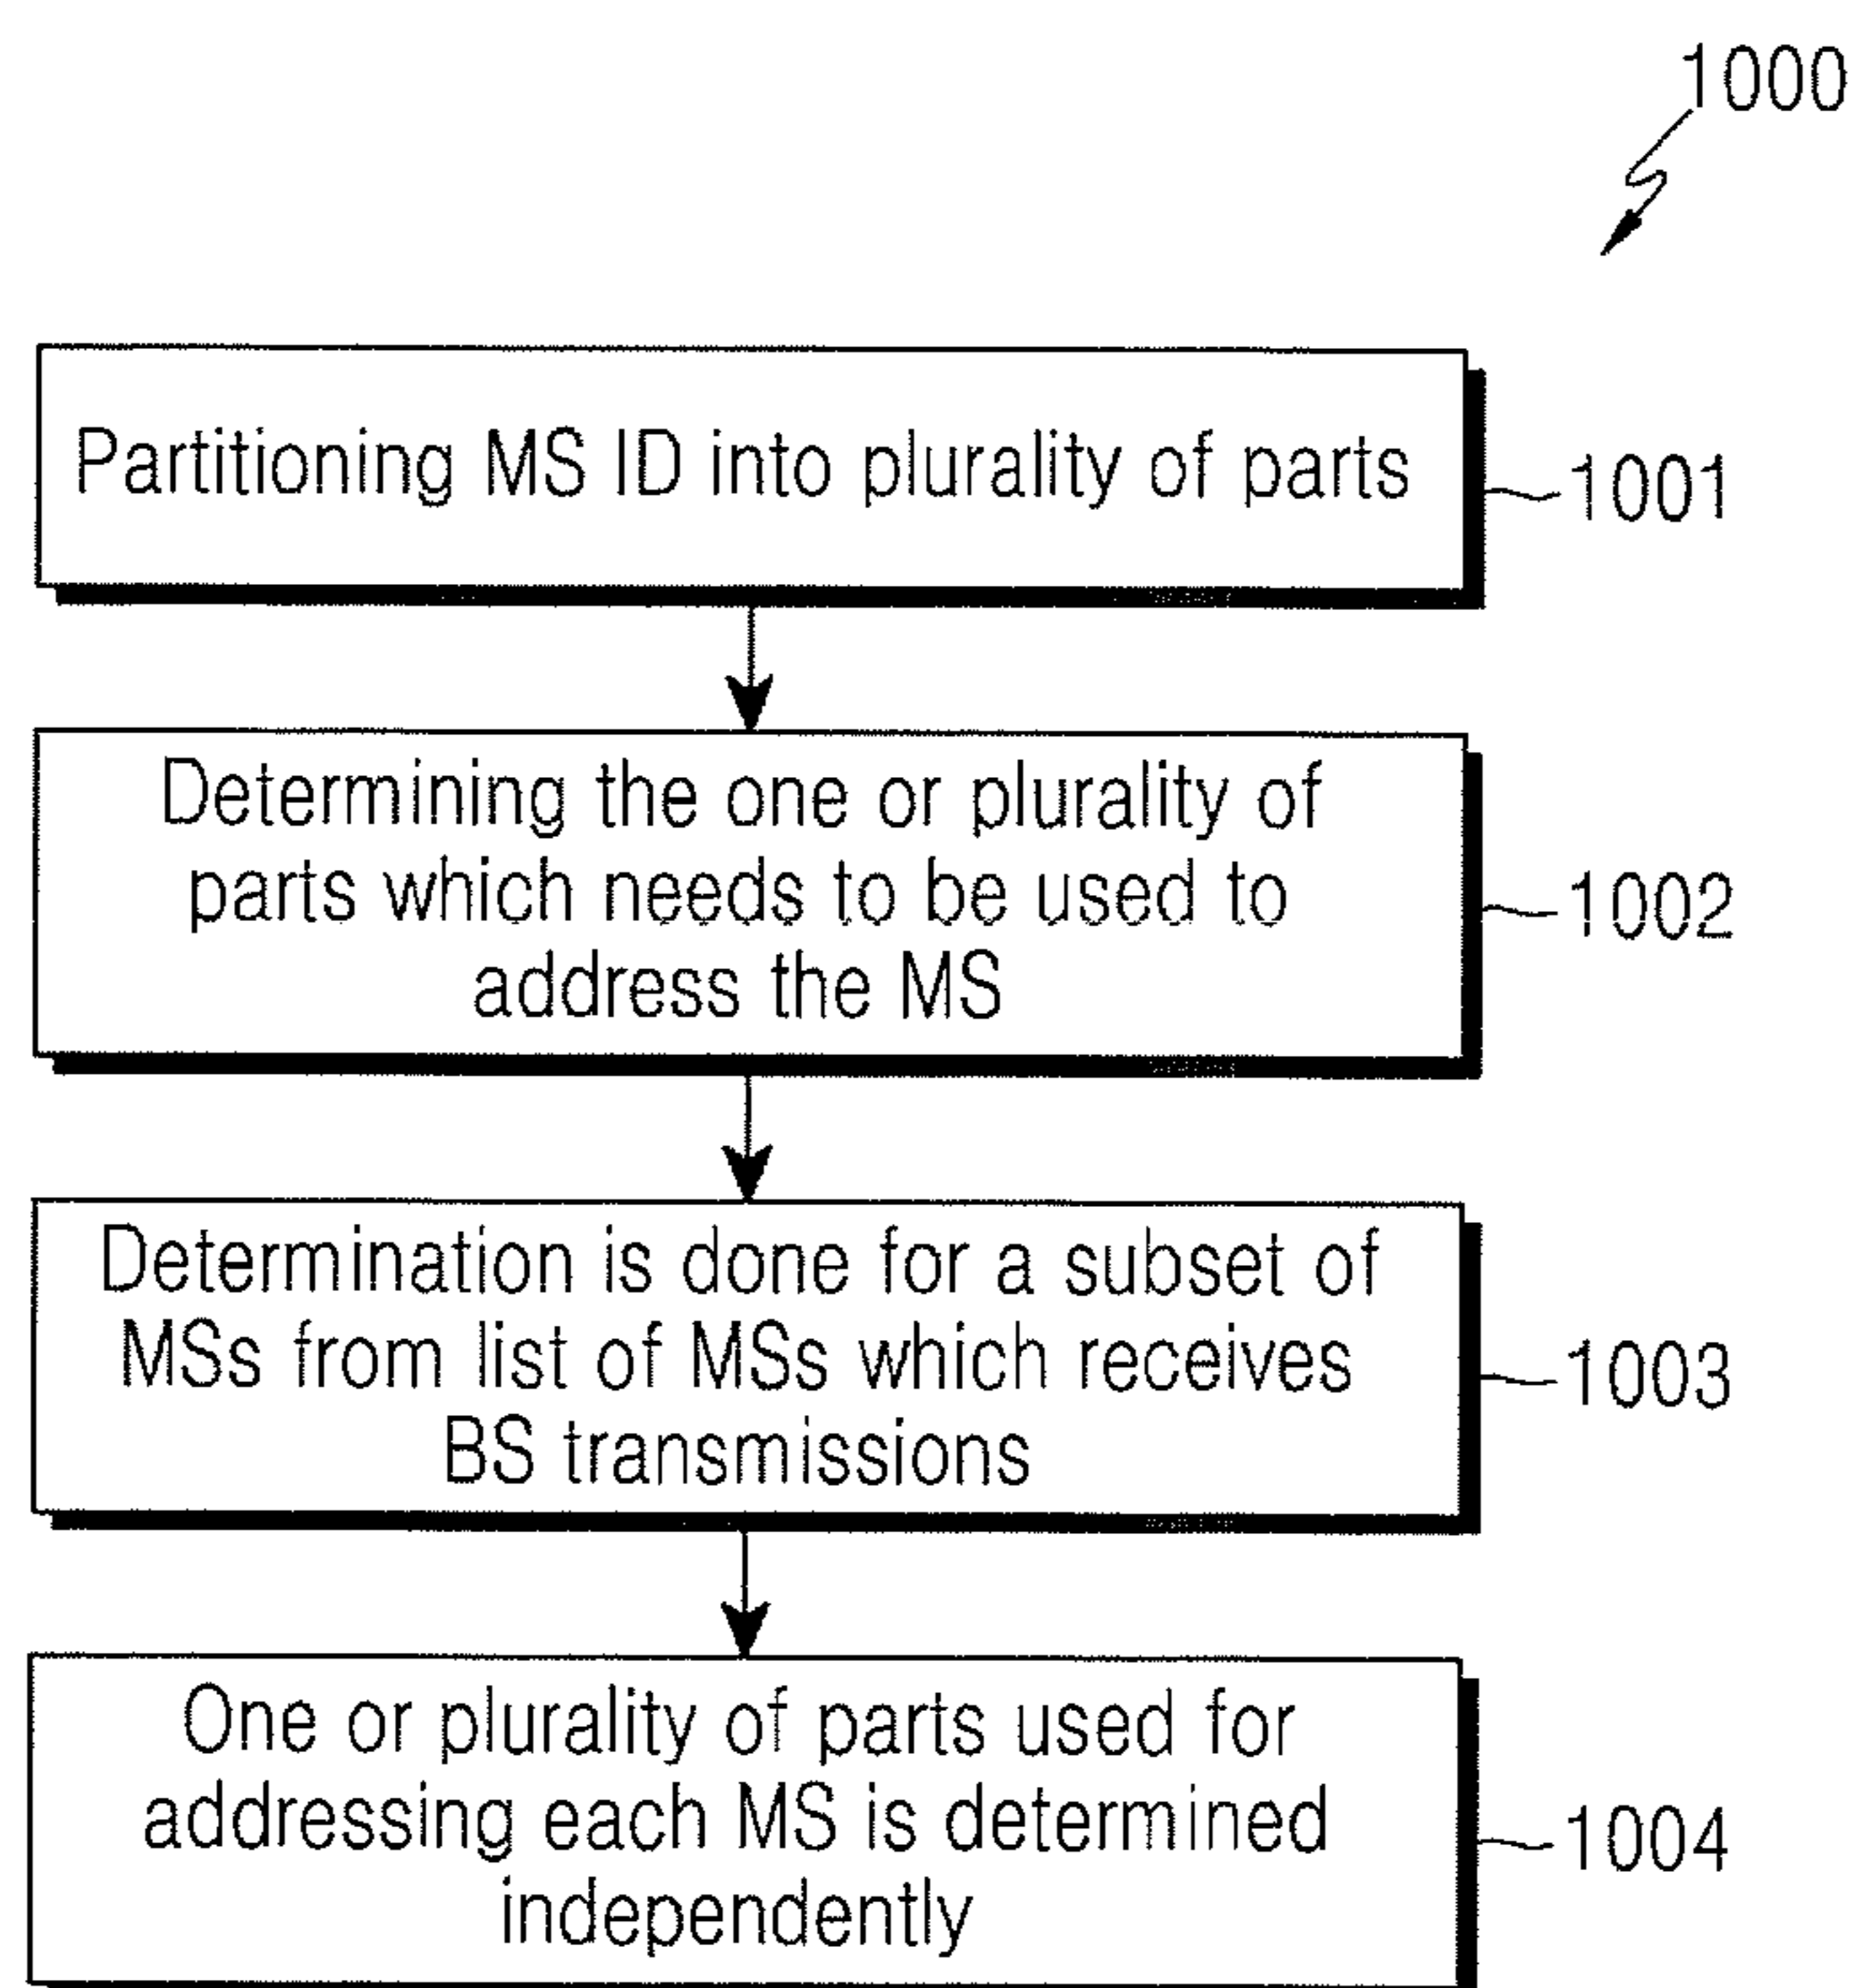 1000
Partitioning MS ID into plurality of parts
1001
Determining the one or plurality of
parts which needs to be used to
address the MS
1002
Determination is done for a subset of
MSs from list of MSs which receives
BS transmissions
1003
One or plurality of parts used for
addressing each MS is determined
independently
1004